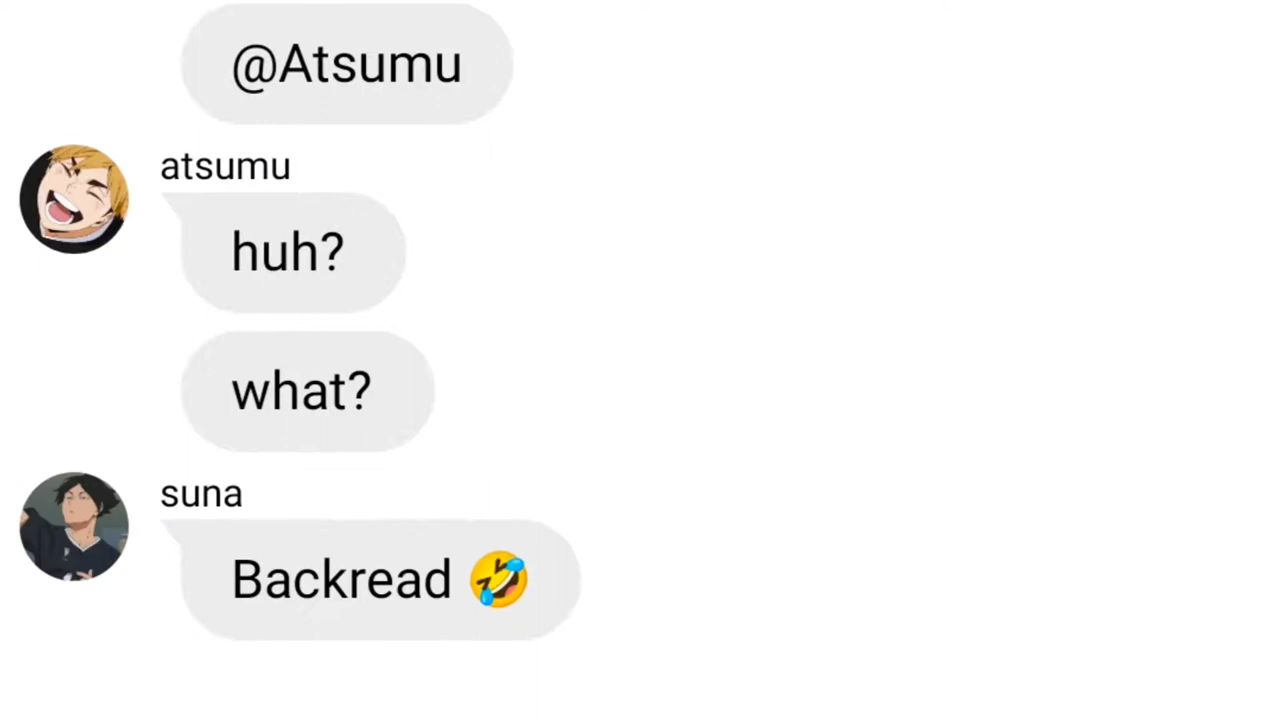 @Atsumu
atsumu
huh?
what?
suna
Backread 🤣